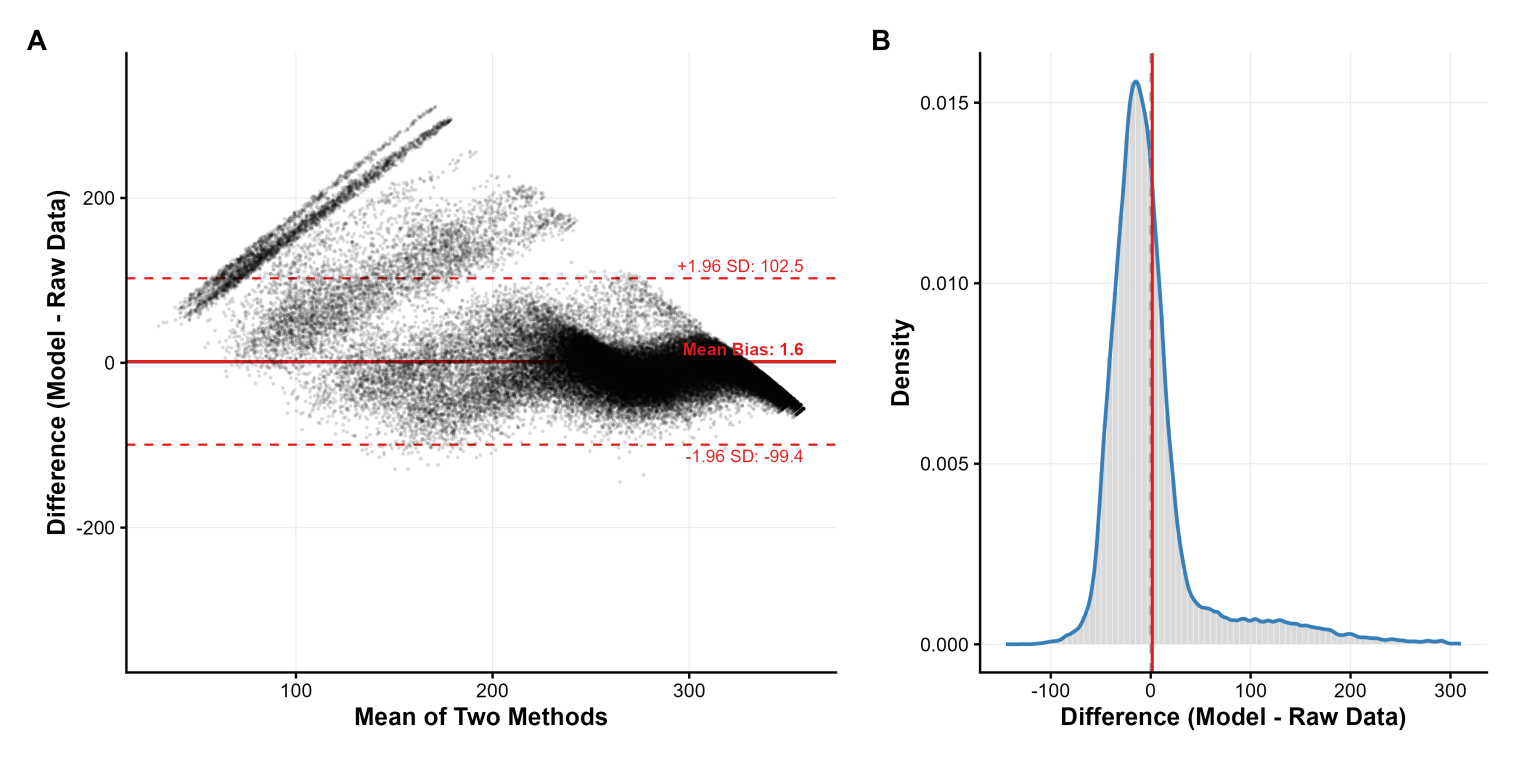 A
Difference (Model - Raw Data)
200
0
-200
+1.96 SD: 102.5
Mean Bias: 1.6
-1.96 SD: -99.4
100
200
300
Mean of Two Methods
B
Density
0.015
0.010
0.005
0.000
-100
0
100
200
300
Difference (Model - Raw Data)